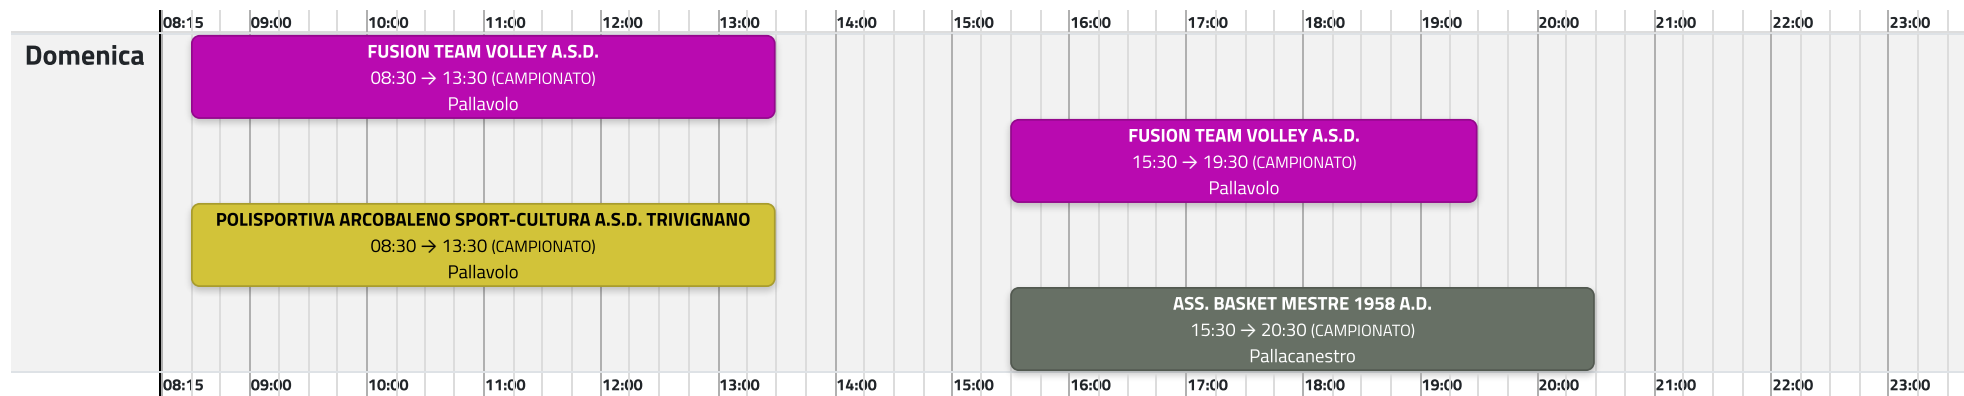 08:15 09:00 10:00 11:00 12:00 13:00 14:00 15:00 16:00 17:00 18:00 19:00 20:00 21:00 22:00 23:00
Domenica
FUSION TEAM VOLLEY A.S.D.
08:30 → 13:30 (CAMPIONATO)
Pallavolo
FUSION TEAM VOLLEY A.S.D.
15:30 → 19:30 (CAMPIONATO)
Pallavolo
POLISPORTIVA ARCOBALENO SPORT-CULTURA A.S.D. TRIVIGNANO
08:30 → 13:30 (CAMPIONATO)
Pallavolo
ASS. BASKET MESTRE 1958 A.D.
15:30 → 20:30 (CAMPIONATO)
Pallacanestro
08:15 09:00 10:00 11:00 12:00 13:00 14:00 15:00 16:00 17:00 18:00 19:00 20:00 21:00 22:00 23:00